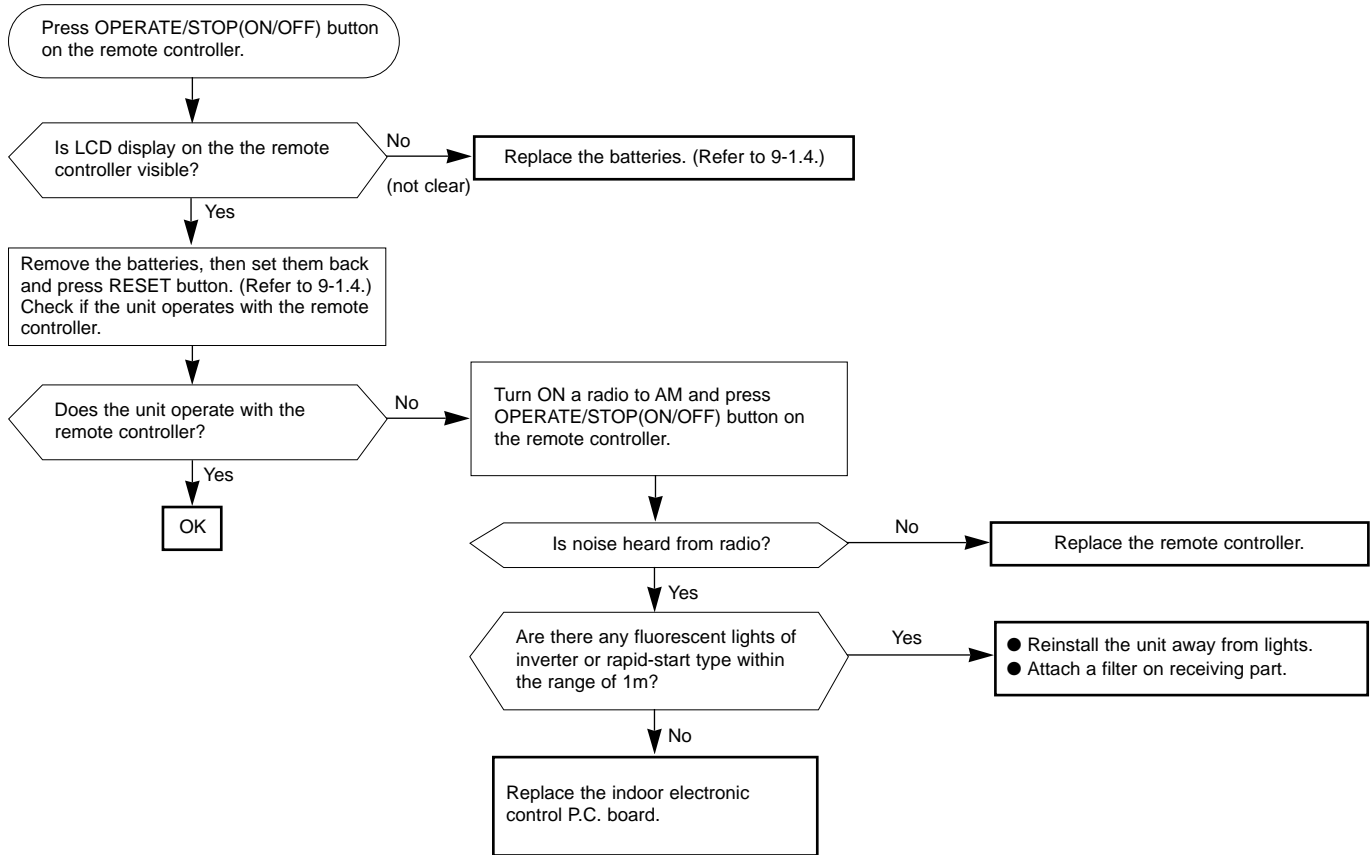 Press OPERATE/STOP(ON/OFF) button
on the remote controller.
Is LCD display on the the remote
controller visible?
No
(not clear)
Replace the batteries. (Refer to 9-1.4.)
Yes
Remove the batteries, then set them back
and press RESET button. (Refer to 9-1.4.)
Check if the unit operates with the remote
controller.
Does the unit operate with the
remote controller?
No
Turn ON a radio to AM and press
OPERATE/STOP(ON/OFF) button on
the remote controller.
Yes
OK
Is noise heard from radio?
No
Replace the remote controller.
Yes
Are there any fluorescent lights of
inverter or rapid-start type within
the range of 1m?
Yes
● Reinstall the unit away from lights.
● Attach a filter on receiving part.
No
Replace the indoor electronic
control P.C. board.